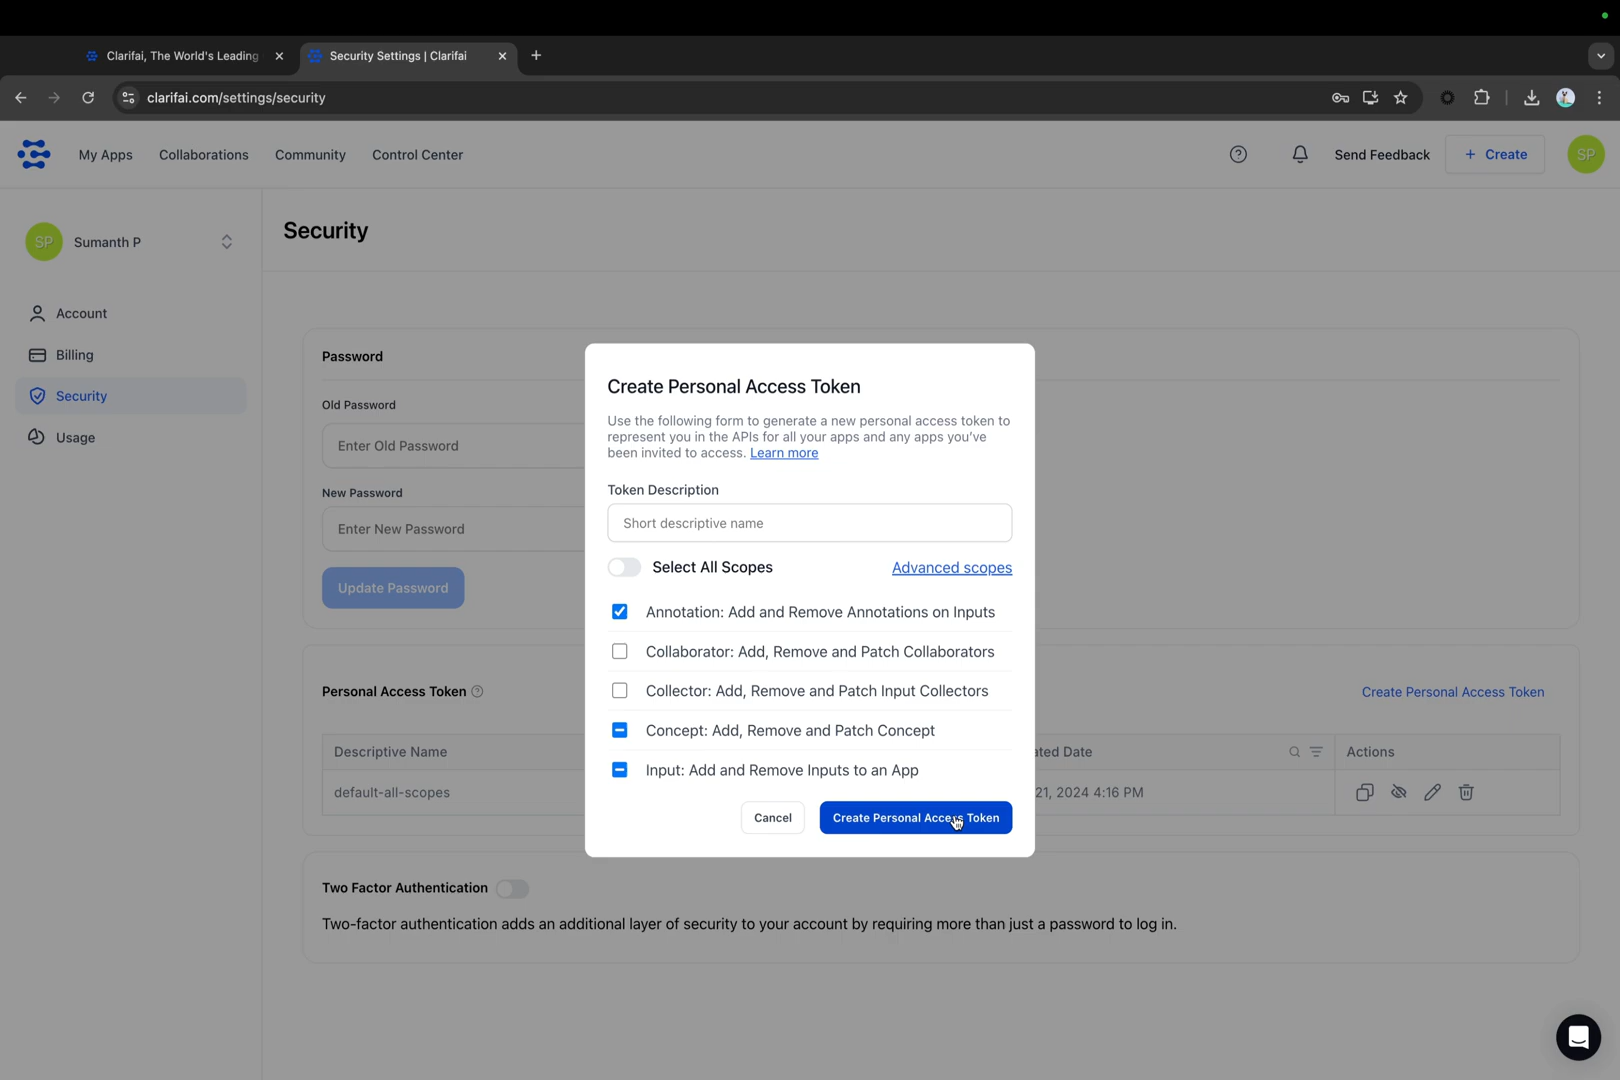 Clarifai, The World's Leading
Security Settings | Clarifai
clarifai.com/settings/security
My Apps
Collaborations
Community
Control Center
Send Feedback
+ Create
SP
SP
Sumanth P
Account
Billing
Security
Usage
Security
Password
Old Password
Enter Old Password
New Password
Enter New Password
Update Password
Personal Access Token
Create Personal Access Token
Descriptive Name
ated Date
Actions
default-all-scopes
21, 2024 4:16 PM
Two Factor Authentication
Two-factor authentication adds an additional layer of security to your account by requiring more than just a password to log in.
Create Personal Access Token
Use the following form to generate a new personal access token to
represent you in the APIs for all your apps and any apps you've
been invited to access. Learn more
Token Description
Short descriptive name
Select All Scopes
Advanced scopes
Annotation: Add and Remove Annotations on Inputs
Collaborator: Add, Remove and Patch Collaborators
Collector: Add, Remove and Patch Input Collectors
Concept: Add, Remove and Patch Concept
Input: Add and Remove Inputs to an App
Cancel
Create Personal Access Token